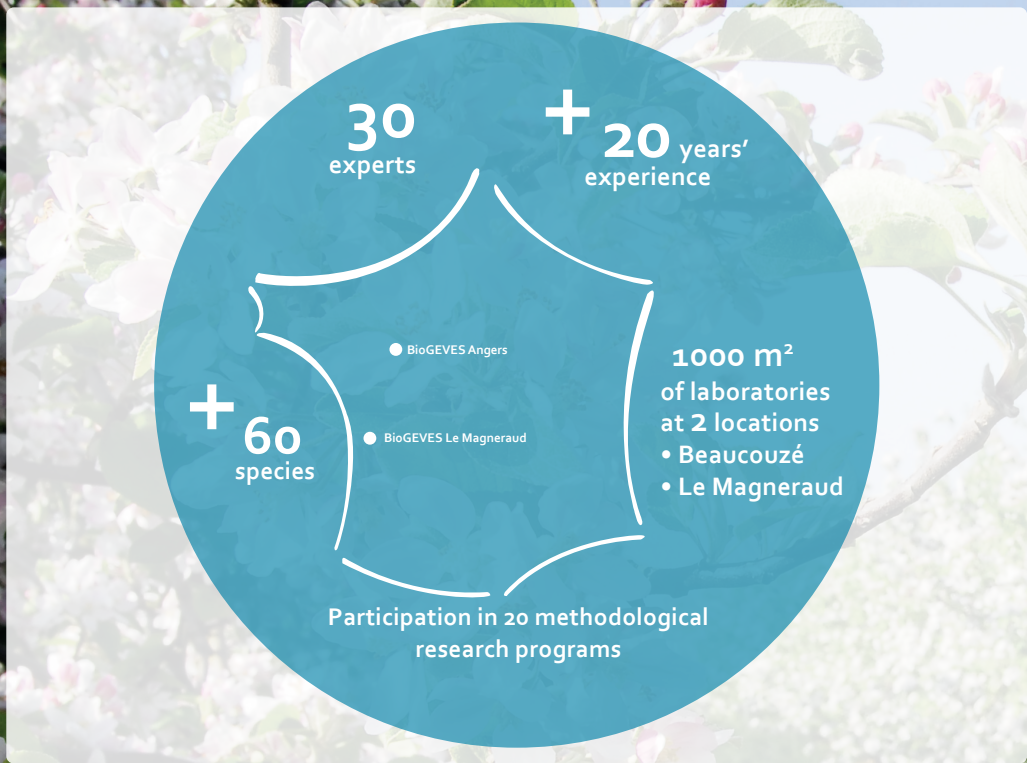 30
experts
+
20 years’
experience
BioGEVES Angers
1000 m²
of laboratories
at 2 locations
• Beaucouzé
• Le Magneraud
+
60
species
BioGEVES Le Magneraud
Participation in 20 methodological
research programs